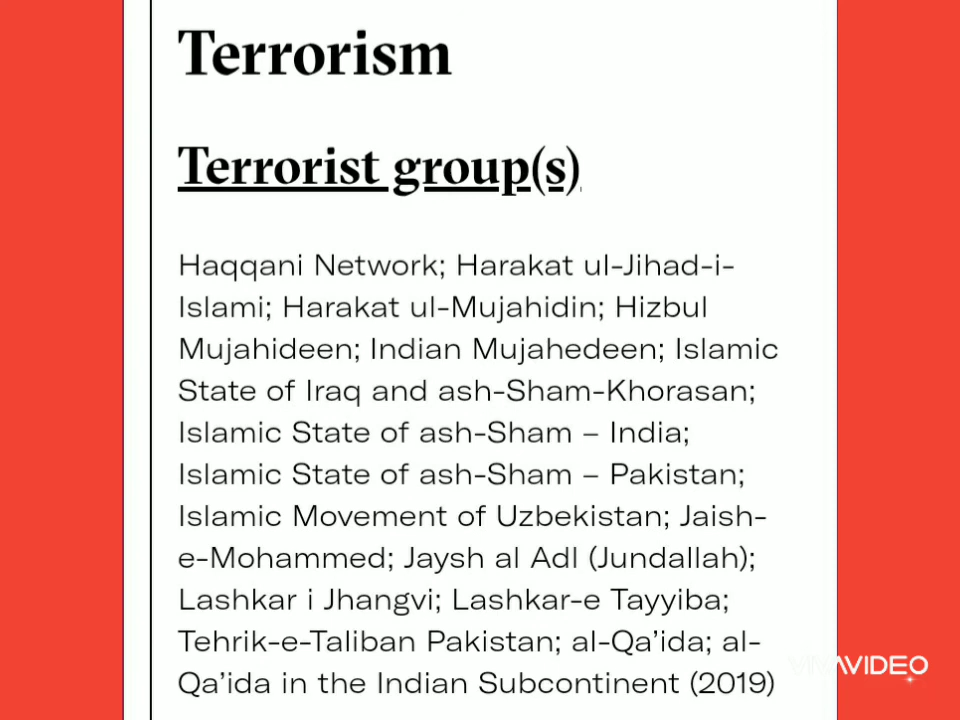 Terrorism
Terrorist group(s)
Haqqani Network; Harakat ul-Jihad-i-
Islami; Harakat ul-Mujahidin; Hizbul
Mujahideen; Indian Mujahedeen; Islamic
State of Iraq and ash-Sham-Khorasan;
Islamic State of ash-Sham – India;
Islamic State of ash-Sham – Pakistan;
Islamic Movement of Uzbekistan; Jaish-
e-Mohammed; Jaysh al Adl (Jundallah);
Lashkar i Jhangvi; Lashkar-e Tayyiba;
Tehrik-e-Taliban Pakistan; al-Qa’ida; al-
Qa’ida in the Indian Subcontinent (2019)
VIVAVIDEO